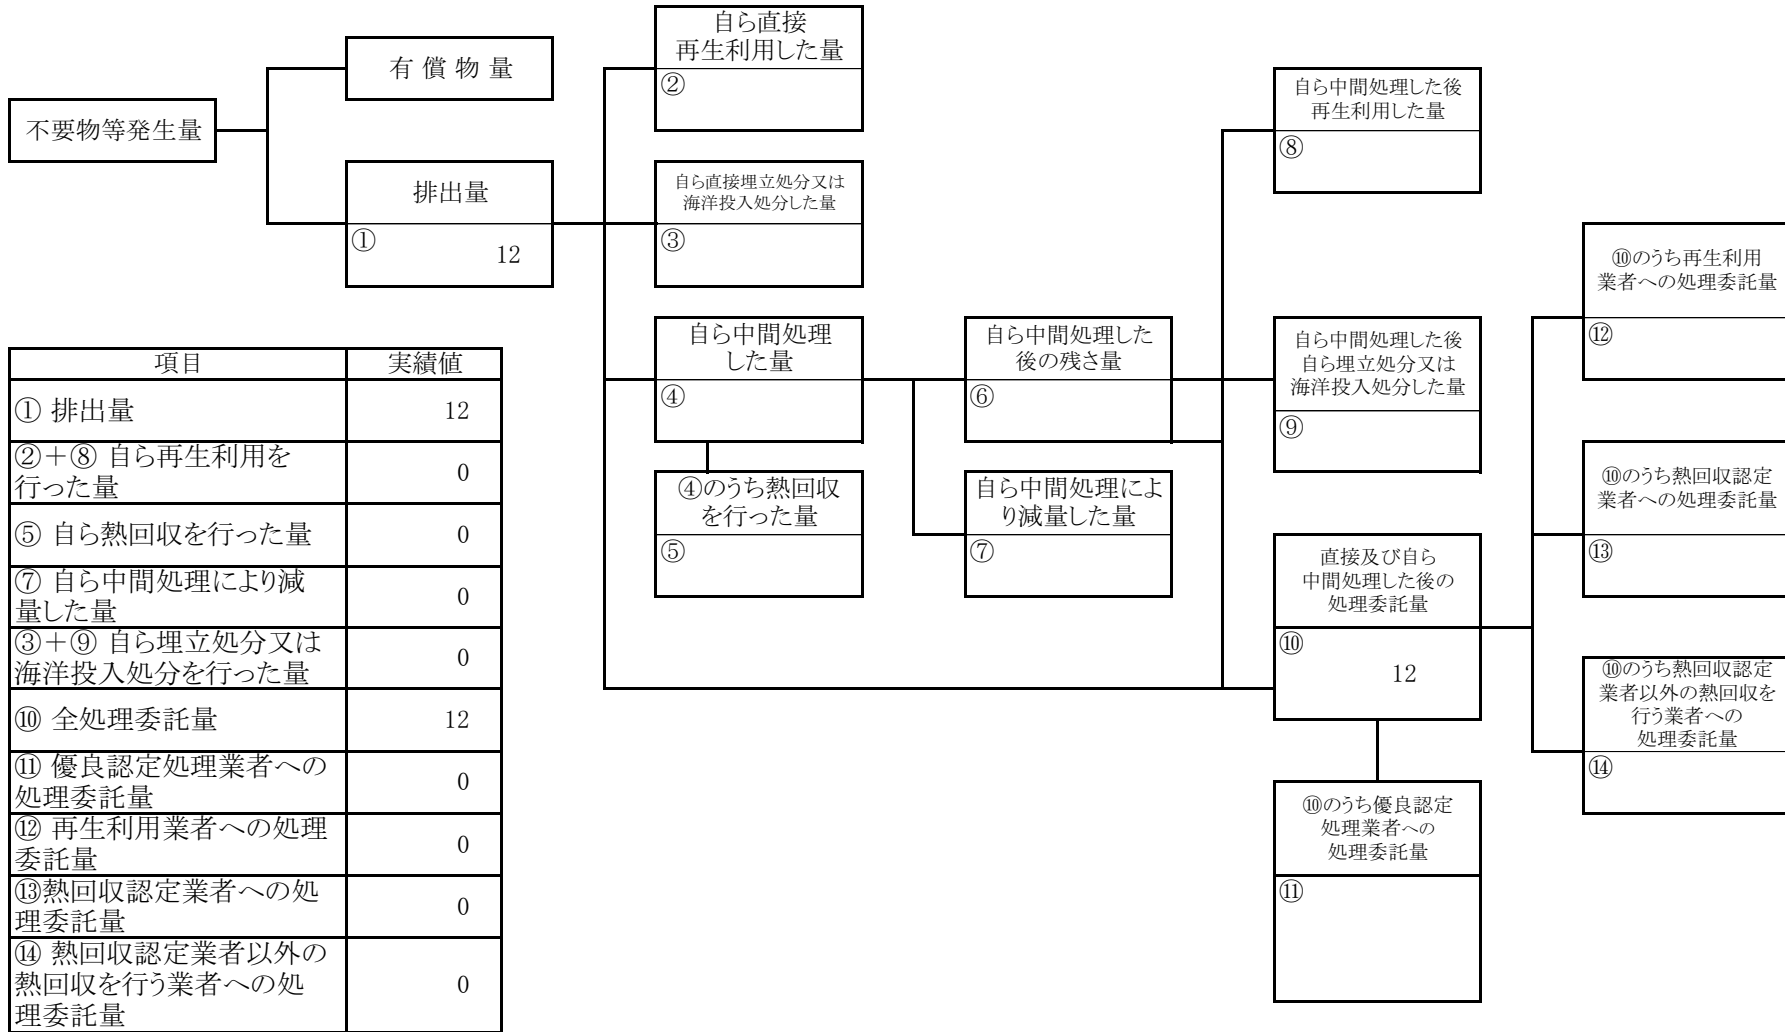 不要物等発生量
有 償 物 量
排出量
①
12
自ら直接
再生利用した量
②
自ら直接埋立処分又は
海洋投入処分した量
③
自ら中間処理
した量
④
④のうち熱回収
を行った量
⑤
自ら中間処理した
後の残さ量
⑥
自ら中間処理によ
り減量した量
⑦
自ら中間処理した後
再生利用した量
⑧
自ら中間処理した後
自ら埋立処分又は
海洋投入処分した量
⑨
直接及び自ら
中間処理した後の
処理委託量
⑩
12
⑩のうち優良認定
処理業者への
処理委託量
⑪
⑩のうち再生利用
業者への処理委託量
⑫
⑩のうち熱回収認定
業者への処理委託量
⑬
⑩のうち熱回収認定
業者以外の熱回収を
行う業者への
処理委託量
⑭
項目 実績値
① 排出量 12
②＋⑧ 自ら再生利用を
行った量 0
⑤ 自ら熱回収を行った量 0
⑦ 自ら中間処理により減
量した量 0
③＋⑨ 自ら埋立処分又は
海洋投入処分を行った量 0
⑩ 全処理委託量 12
⑪ 優良認定処理業者への
処理委託量 0
⑫ 再生利用業者への処理
委託量 0
⑬熱回収認定業者への処
理委託量 0
⑭ 熱回収認定業者以外の
熱回収を行う業者への処
理委託量 0